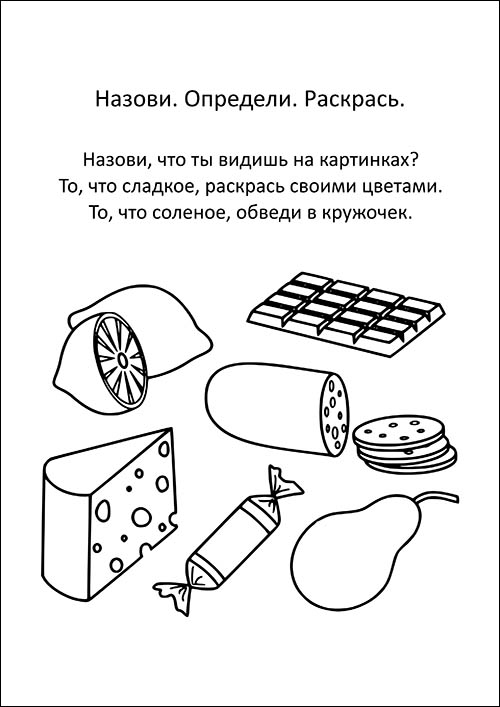 Назови. Определи. Раскрась.
Назови, что ты видишь на картинках?
То, что сладкое, раскрась своими цветами.
То, что соленое, обведи в кружочек.